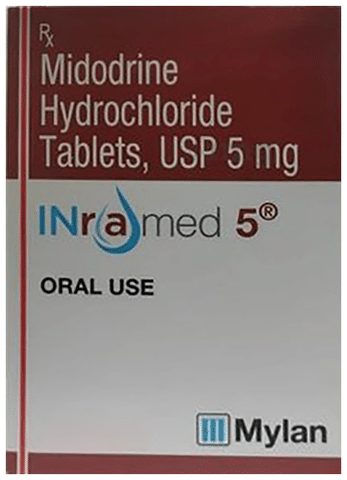 Rx
Midodrine
Hydrochloride
Tablets, USP 5 mg
INramed 5®
ORAL USE
Mylan